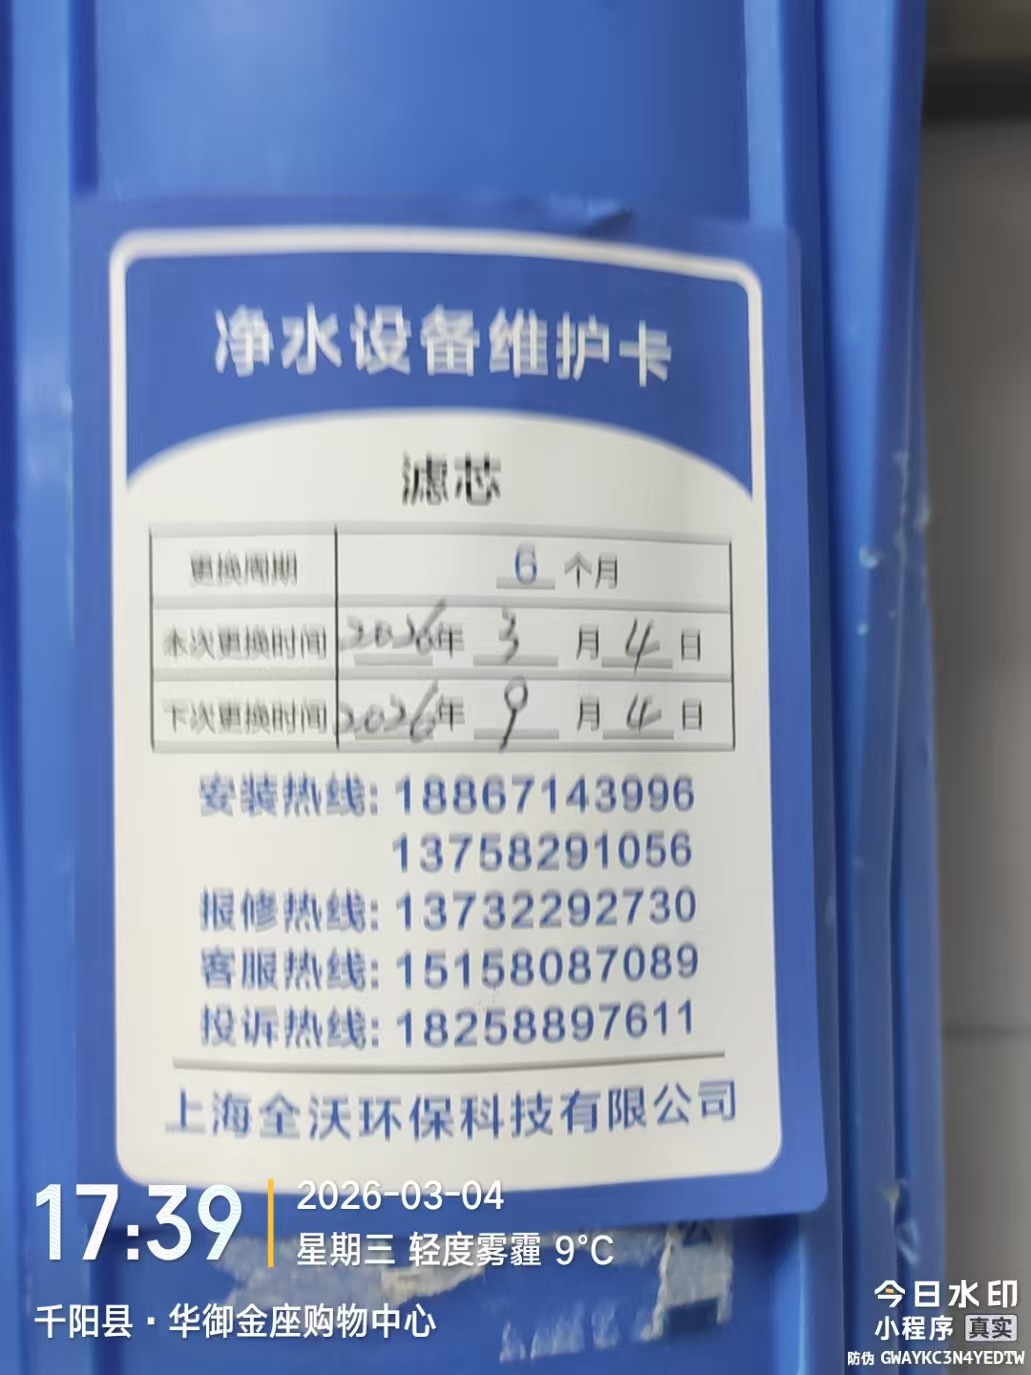 净水设备维护卡
滤芯
更换周期 6 个月
本次更换时间 2026年 3 月 4 日
下次更换时间 2026年 9 月 4 日
安装热线: 18867143996
13758291056
报修热线: 13732292730
客服热线: 15158087089
投诉热线: 18258897611
上海全沃环保科技有限公司
17:39
2026-03-04
星期三 轻度雾霾 9°C
千阳县·华御金座购物中心
今日水印
小程序 真实
防伪 GWAYKC3N4YEDTW